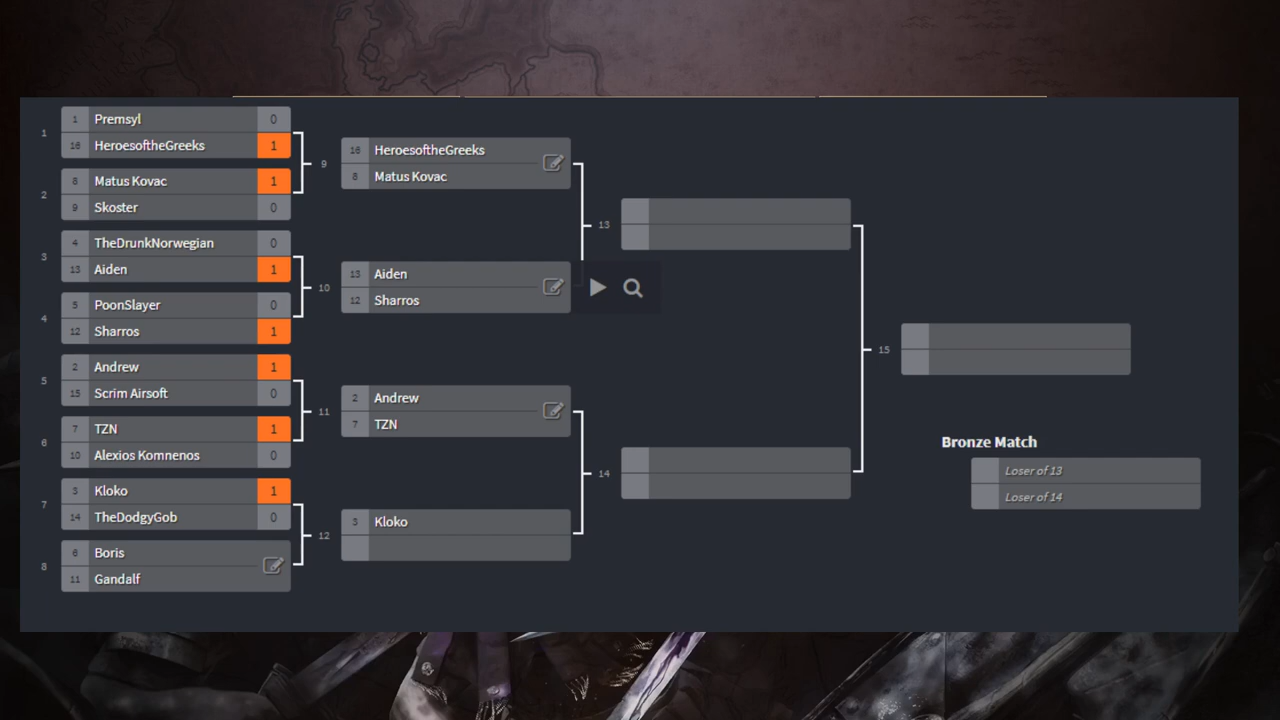 1
1 Premsyl 0
16 HeroesoftheGreeks 1
2
8 Matus Kovac 1
9 Skoster 0
3
4 TheDrunkNorwegian 0
13 Aiden 1
4
5 PoonSlayer 0
12 Sharros 1
5
2 Andrew 1
15 Scrim Airsoft 0
6
7 TZN 1
10 Alexios Komnenos 0
7
3 Kloko 1
14 TheDodgyGob 0
8
6 Boris
11 Gandalf
9
16 HeroesoftheGreeks
8 Matus Kovac
10
13 Aiden
12 Sharros
11
2 Andrew
7 TZN
12
3 Kloko
13
14
15
Bronze Match
Loser of 13
Loser of 14